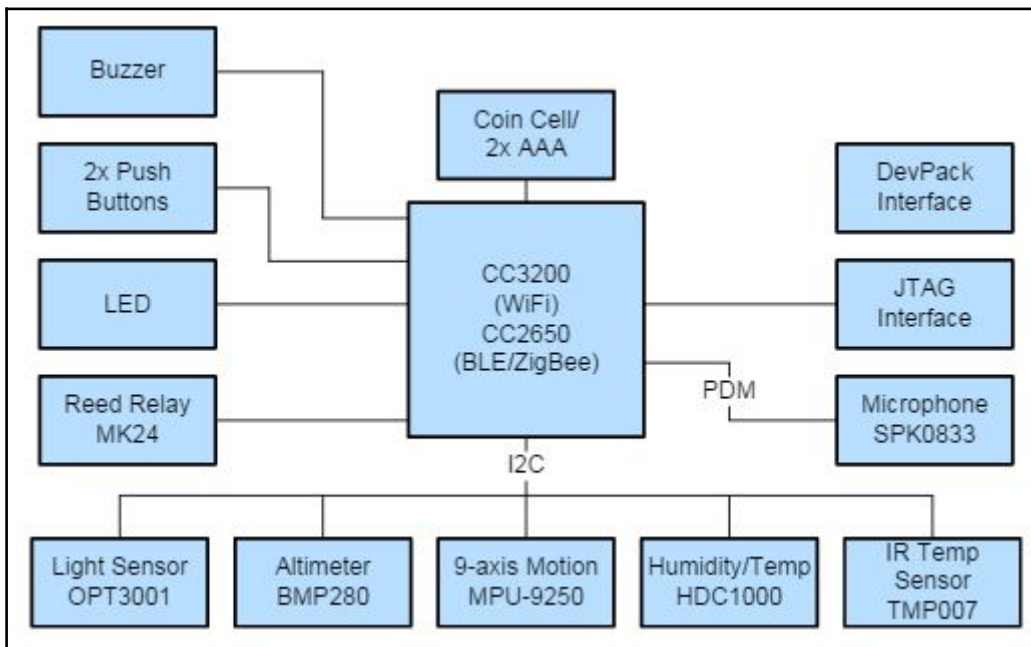 Buzzer
Coin Cell/
2x AAA
2x Push
Buttons
DevPack
Interface
CC3200
(WiFi)
CC2650
(BLE/ZigBee)
LED
JTAG
Interface
Reed Relay
MK24
PDM
Microphone
SPK0833
I2C
Light Sensor
OPT3001
Altimeter
BMP280
9-axis Motion
MPU-9250
Humidity/Temp
HDC1000
IR Temp
Sensor
TMP007